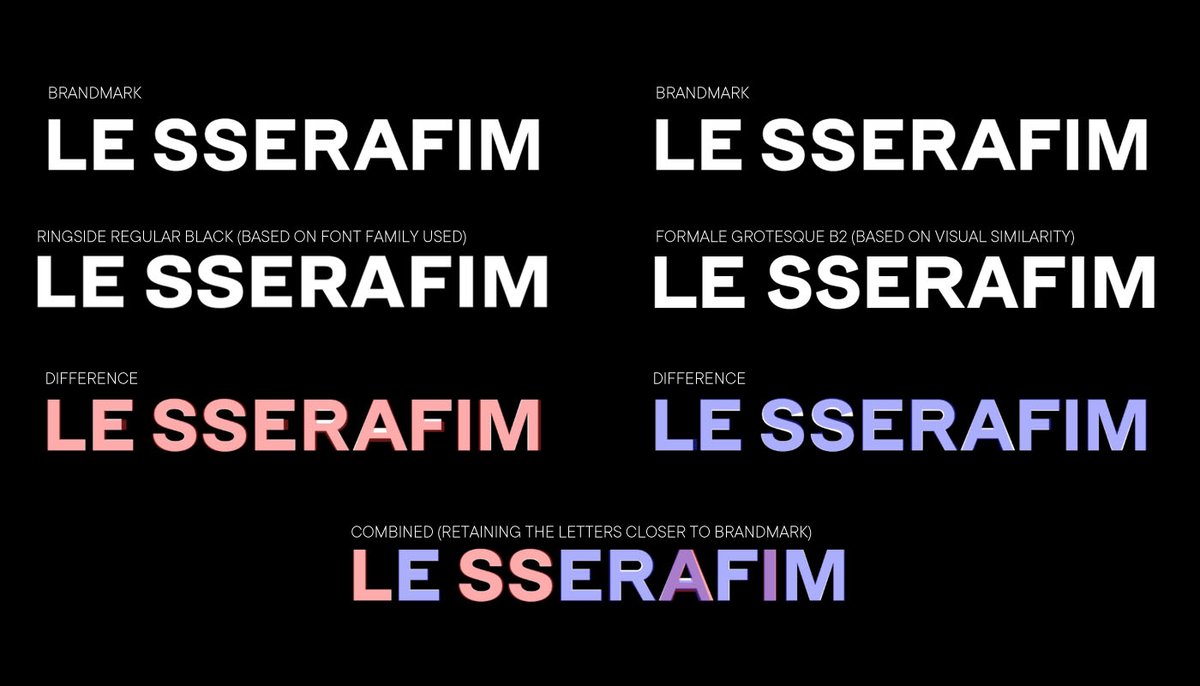 BRANDMARK
LE SSERAFIM
RINGSIDE REGULAR BLACK (BASED ON FONT FAMILY USED)
LE SSERAFIM
DIFFERENCE
LE SSERAFIM
BRANDMARK
LE SSERAFIM
FORMALE GROTESQUE B2 (BASED ON VISUAL SIMILARITY)
LE SSERAFIM
DIFFERENCE
LE SSERAFIM
COMBINED (RETAINING THE LETTERS CLOSER TO BRANDMARK)
LE SSERAFIM